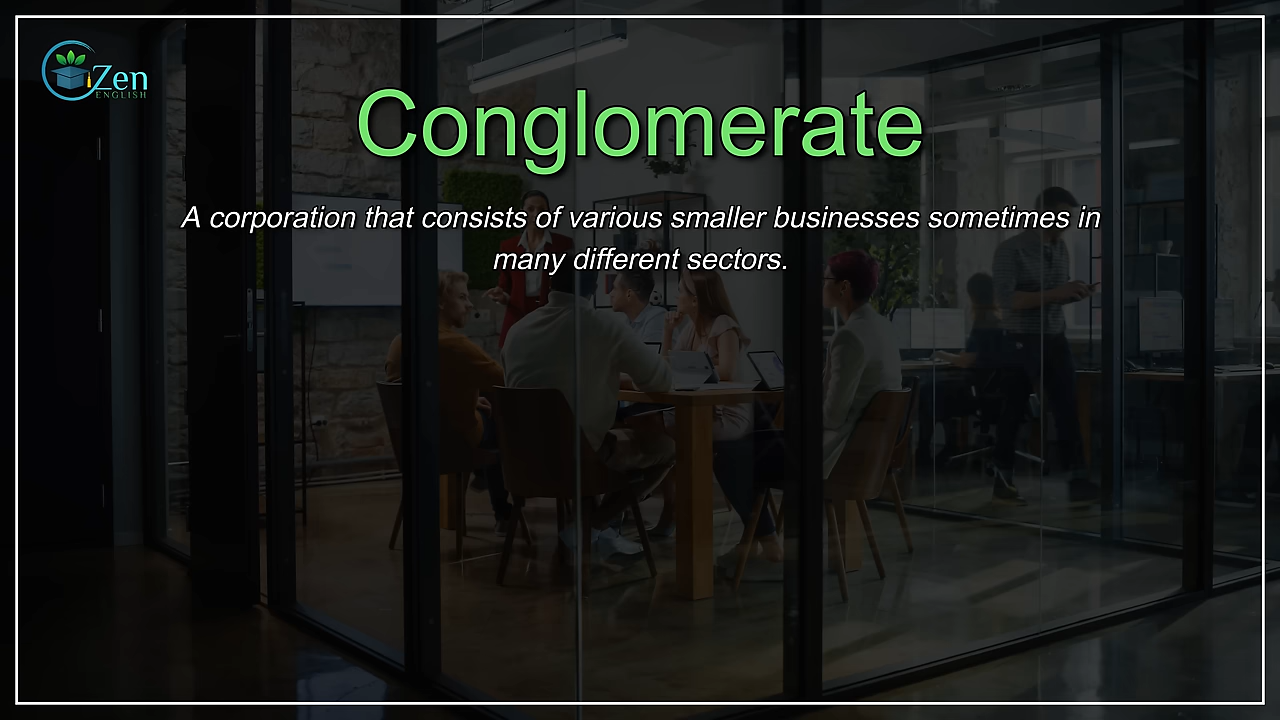 Zen
ENGLISH
Conglomerate
A corporation that consists of various smaller businesses sometimes in
many different sectors.